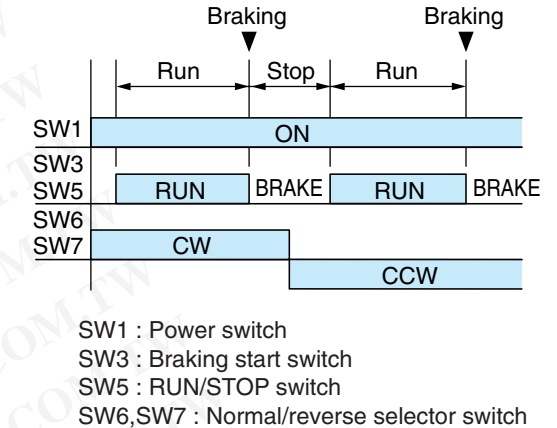 Braking Braking
Run Stop Run
SW1 ON
SW3
SW5 RUN BRAKE RUN BRAKE
SW6
SW7 CW
CCW
SW1 : Power switch
SW3 : Braking start switch
SW5 : RUN/STOP switch
SW6,SW7 : Normal/reverse selector switch